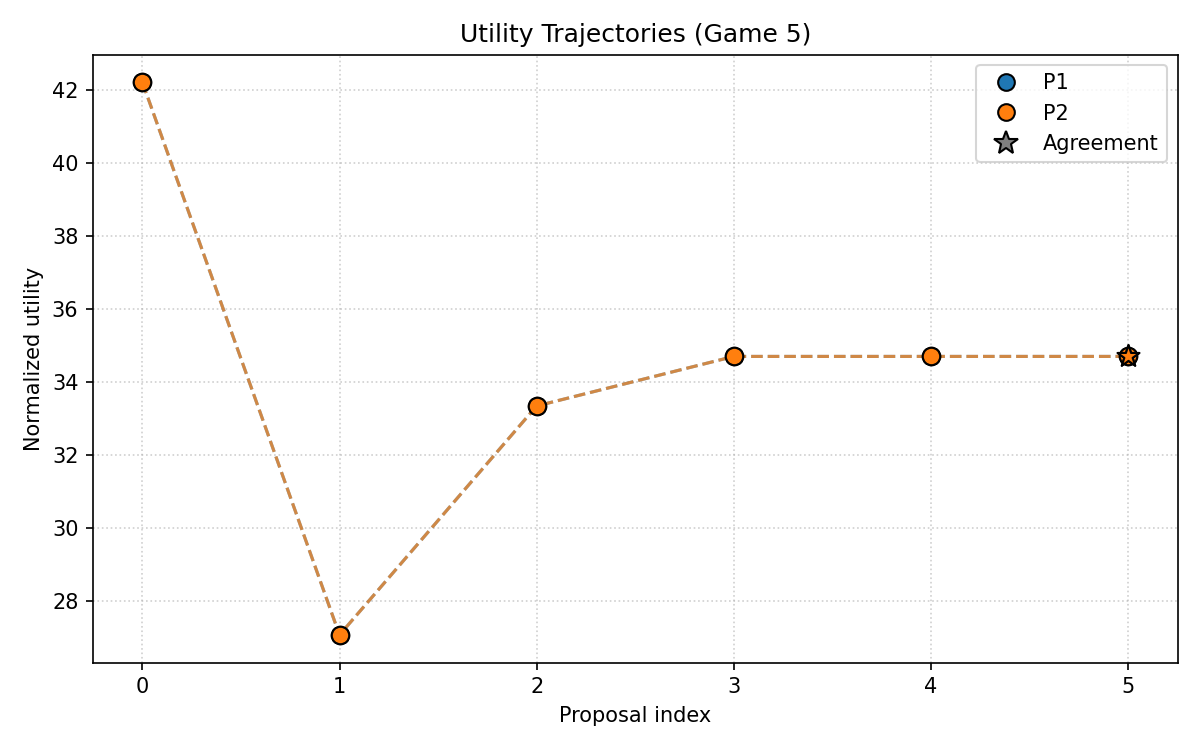 Utility Trajectories (Game 5)
P1
P2
Agreement
Normalized utility
42
40
38
36
34
32
30
28
0 1 2 3 4 5
Proposal index